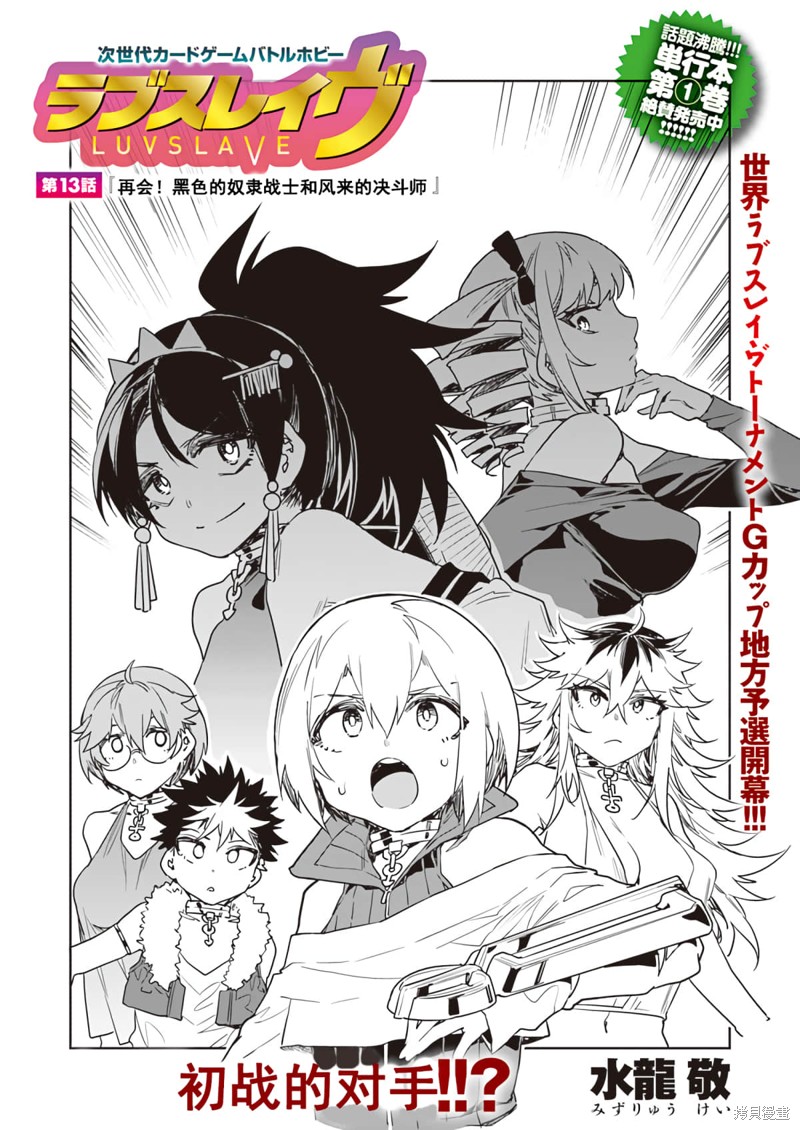 次世代カードゲームバトルホビー
ラブスレイヴ
LUVSLAVE
第13話
『再会！黑色的奴隶战士和风来的决斗师』
話題沸騰!!!
単行本
第①巻
絶賛発売中
!!!!!!
世界ラブスレイヴトーナメントGカップ地方予選開幕!!!
初战的对手!!?
水龍 敬
みずりゅう けい
拷貝漫畫